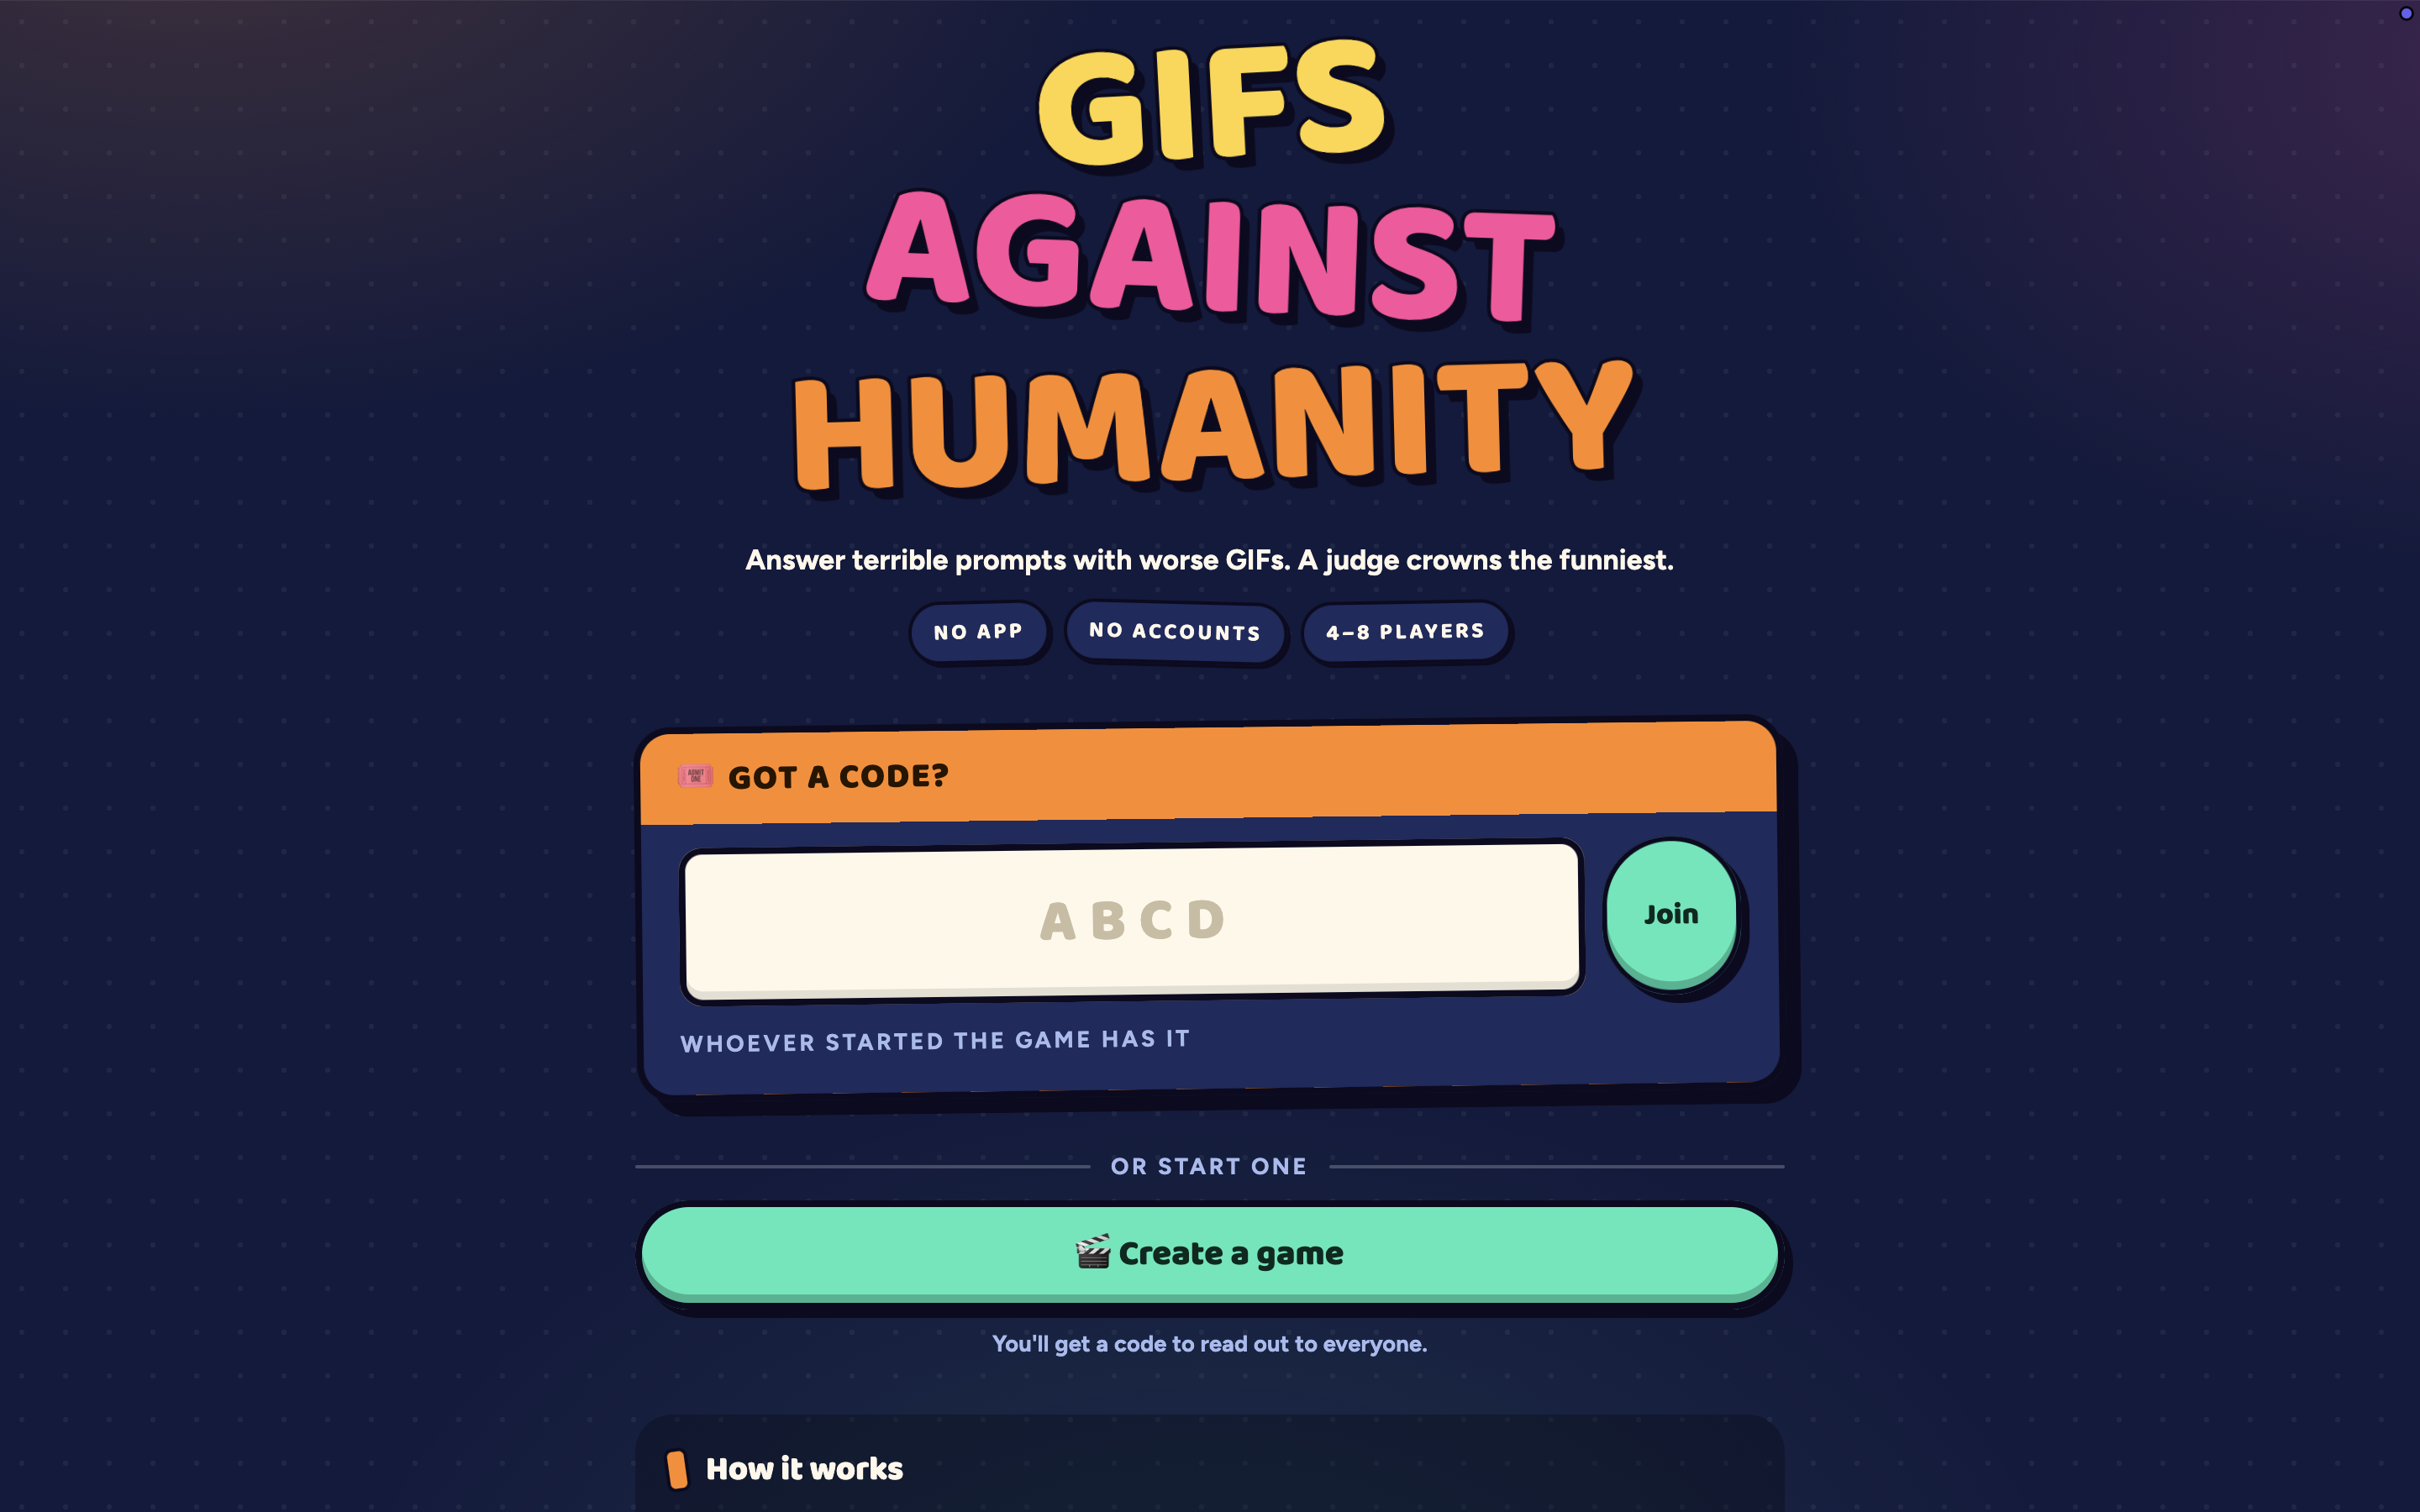 GIFS
AGAINST
HUMANITY
Answer terrible prompts with worse GIFs. A judge crowns the funniest.
NO APP
NO ACCOUNTS
4–8 PLAYERS
ADMIT
ONE
GOT A CODE?
ABCD
Join
WHOEVER STARTED THE GAME HAS IT
OR START ONE
Create a game
You'll get a code to read out to everyone.
How it works